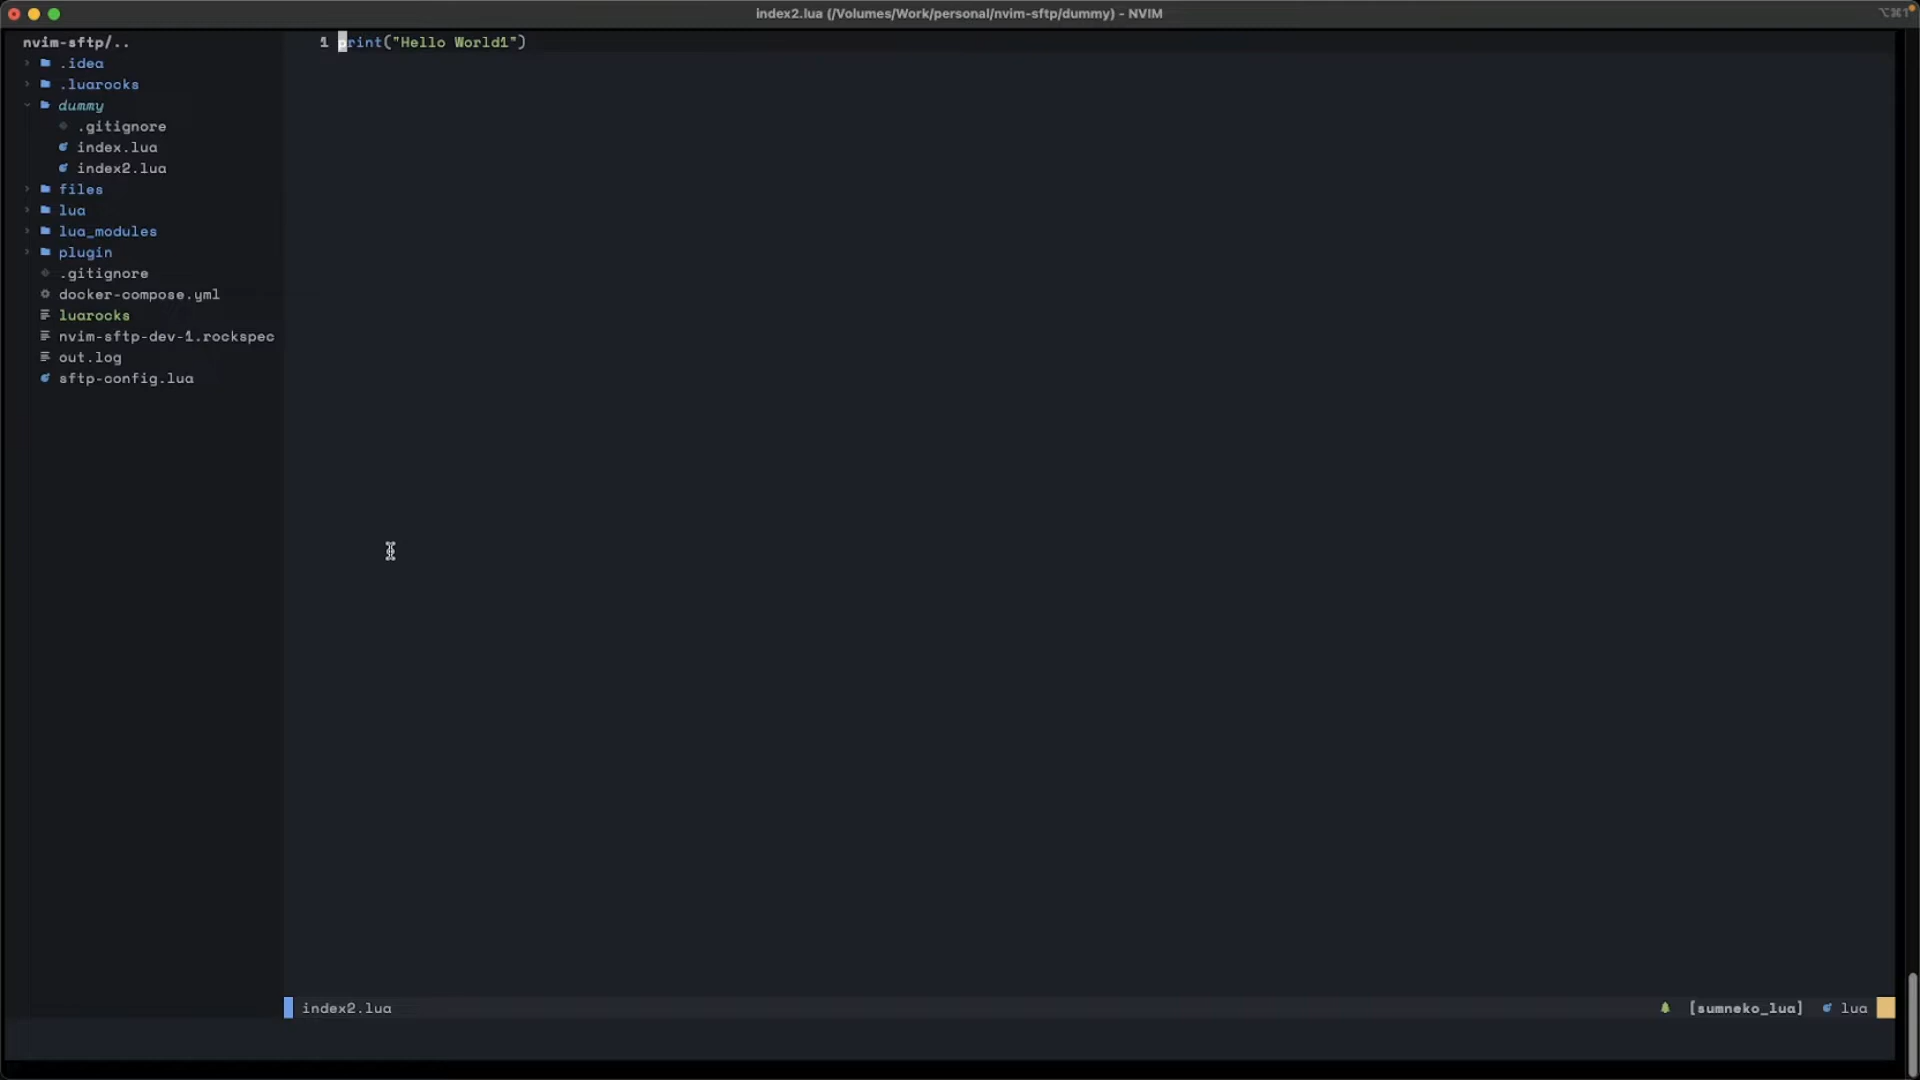 index2.lua (/Volumes/Work/personal/nvim-sftp/dummy) - NVIM
⌥⌘1
nvim-sftp/..
.idea
.luarocks
dummy
.gitignore
index.lua
index2.lua
files
lua
lua_modules
plugin
.gitignore
docker-compose.yml
luarocks
nvim-sftp-dev-1.rockspec
out.log
sftp-config.lua
1 print("Hello World1")
index2.lua
[sumneko_lua] lua